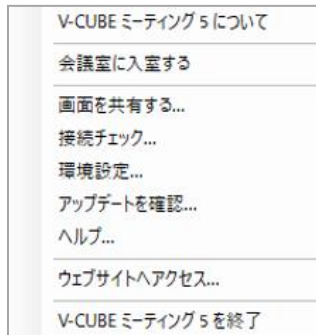 V-CUBE ミーティング 5 について
会議室に入室する
画面を共有する...
接続チェック...
環境設定...
アップデートを確認...
ヘルプ...
ウェブサイトへアクセス...
V-CUBE ミーティング 5 を終了